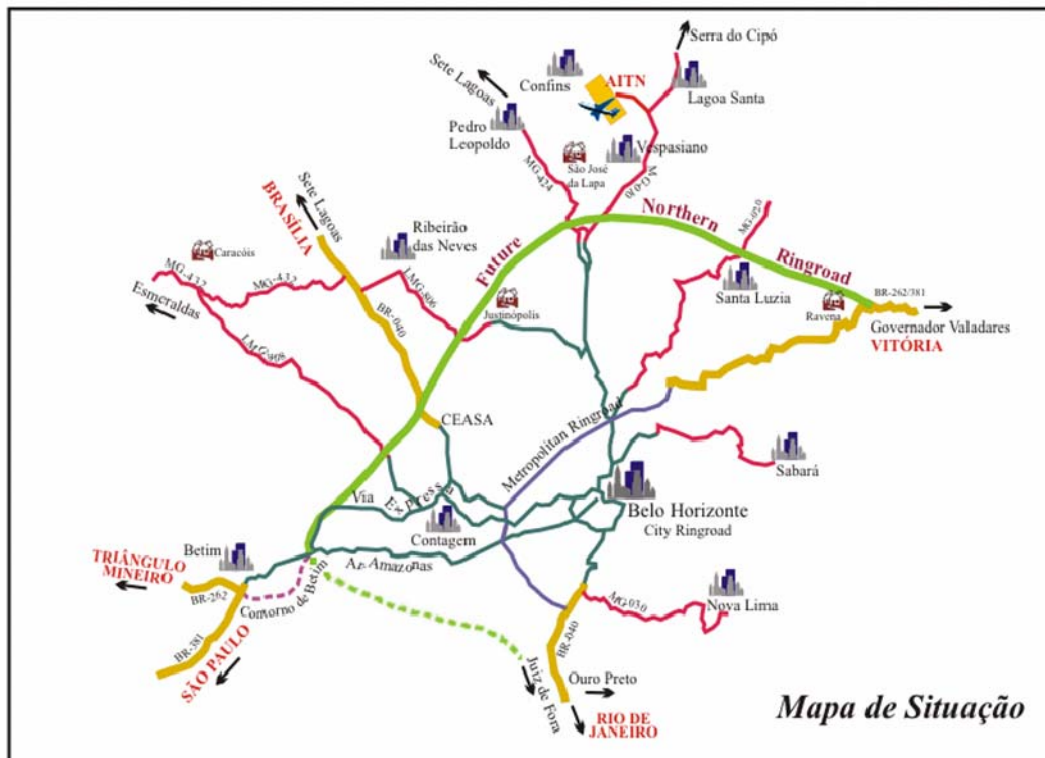 Serra do Cipó
Sete Lagoas
Confins
AITN
Lagoa Santa
Pedro
Leopoldo
Vespasiano
São José
da Lapa
MG-424
MG-010
MG-020
Sete Lagoas
BRASÍLIA
Ribeirão
das Neves
Northern
Future
Ringroad
Caracóis
MG-432
MG-432
LMG-806
Esmeraldas
Justinópolis
Santa Luzia
Ravena
BR-262/381
Governador Valadares
VITÓRIA
BR-040
LMG-808
CEASA
Metropolitan Ringroad
Sabará
Via Expressa
Belo Horizonte
City Ringroad
Contagem
Betim
Av. Amazonas
TRIÂNGULO
MINEIRO
BR-262
Contorno de Betim
MG-030
Nova Lima
BR-381
SÃO PAULO
BR-040
Juiz de Fora
Ouro Preto
RIO DE
JANEIRO
Mapa de Situação